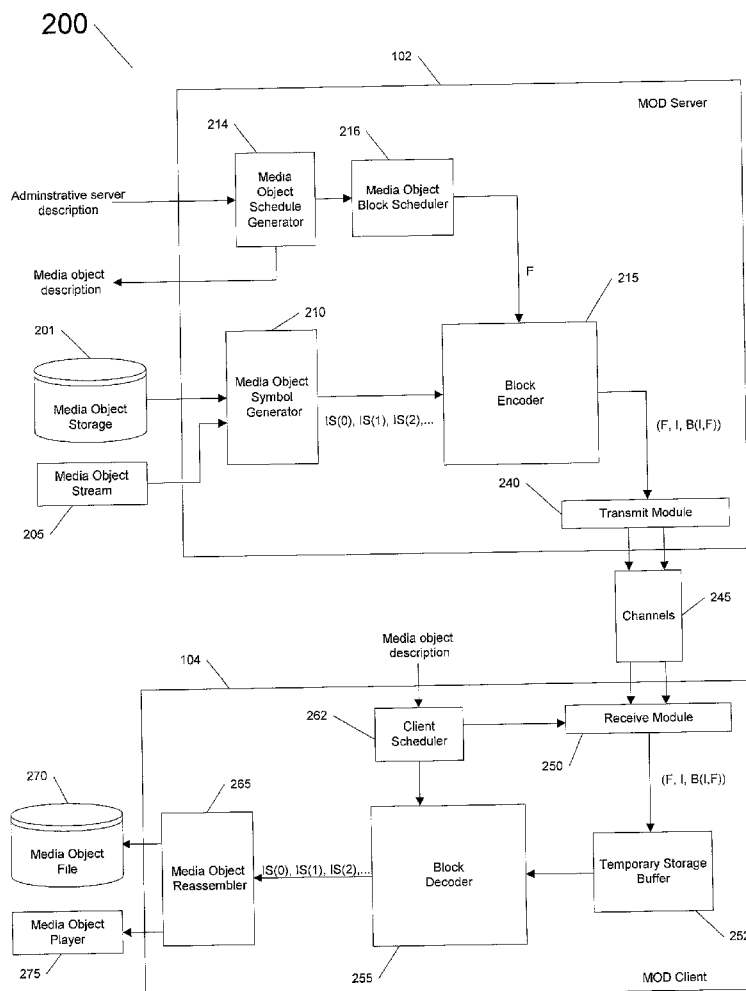 200
102
MOD Server
214
216
Media
Object
Schedule
Generator
Media Object
Block Scheduler
Adminstrative server
description
Media object
description
F
215
201
210
Media Object
Storage
Media Object
Symbol
Generator
IS(0), IS(1), IS(2),...
Block
Encoder
(F, I, B(I,F))
Media Object
Stream
205
240
Transmit Module
Channels
245
Media object
description
104
262
Client
Scheduler
Receive Module
250
270
265
(F, I, B(I,F))
Media Object
File
Media Object
Reassembler
IS(0), IS(1), IS(2),...
Block
Decoder
Temporary Storage
Buffer
Media Object
Player
275
255
252
MOD Client